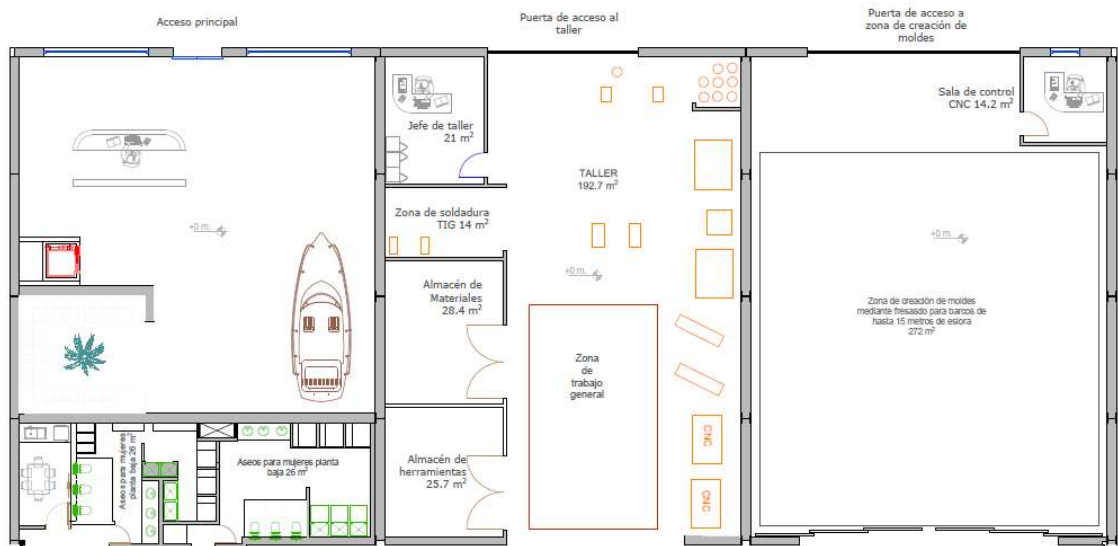 Acceso principal
Puerta de acceso al
taller
Puerta de acceso a
zona de creación de
moldes
Jefe de taller
21 m²
Sala de control
CNC 14.2 m²
TALLER
192.7 m²
Zona de soldadura
TIG 14 m²
+0 m.
+0 m.
+0 m.
Almacén de
Materiales
28.4 m²
Zona de creación de moldes
mediante fresasdo para barcos de
hasta 15 metros de eslora
272 m²
Zona
de
trabajo
general
CNC
CNC
Almacén de
herramientas
25.7 m²
Aseos para mujeres
planta baja 26 m²
Aseos para mujeres planta
baja 26 m²